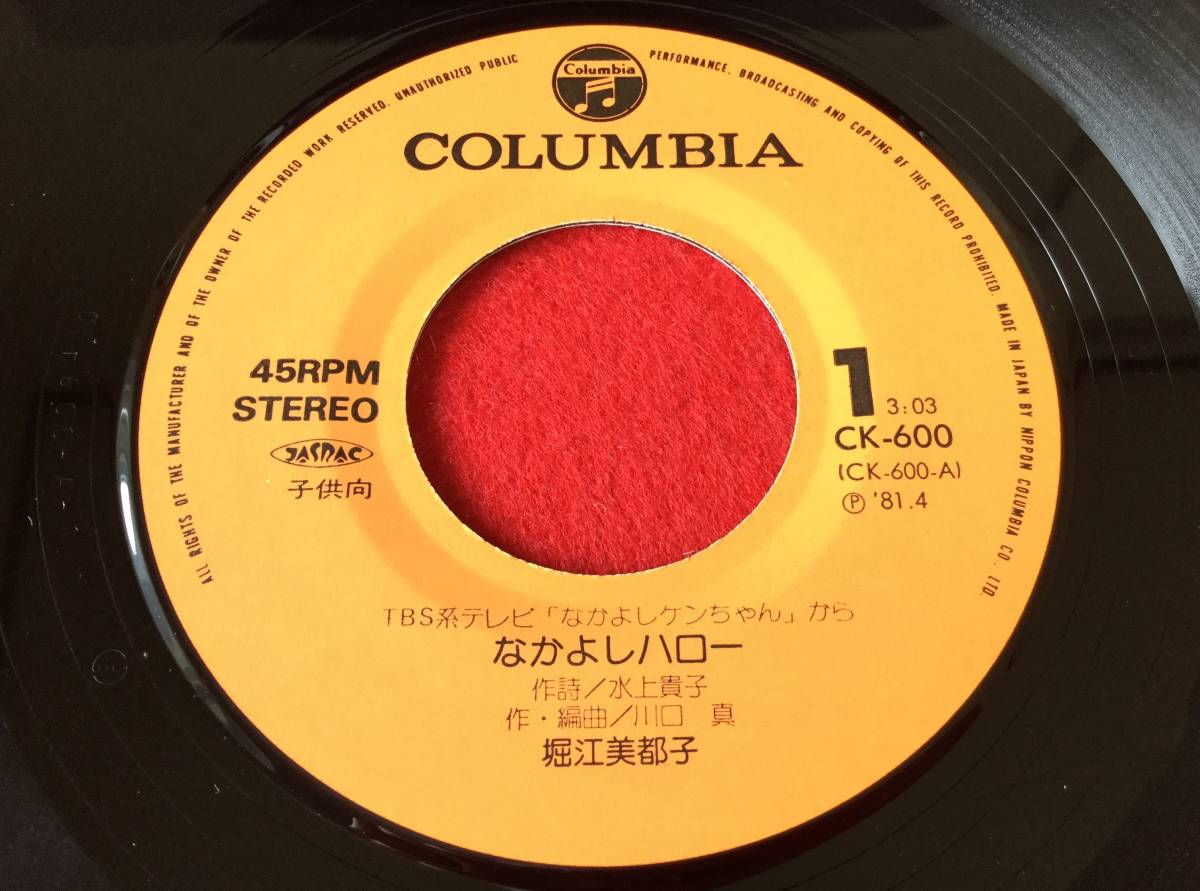 ALL RIGHTS OF THE MANUFACTURER AND OF THE OWNER OF THE RECORDED WORK RESERVED. UNAUTHORIZED PUBLIC PERFORMANCE, BROADCASTING AND COPYING OF THIS RECORD PROHIBITED. MADE IN JAPAN BY NIPPON COLUMBIA CO., LTD.
Columbia
COLUMBIA
45RPM
STEREO
JASRAC
子供向
1 3:03
CK-600
(CK-600-A)
Ⓟ '81.4
TBS系テレビ「なかよしケンちゃん」から
なかよしハロー
作詩/水上貴子
作・編曲/川口 真
堀江美都子